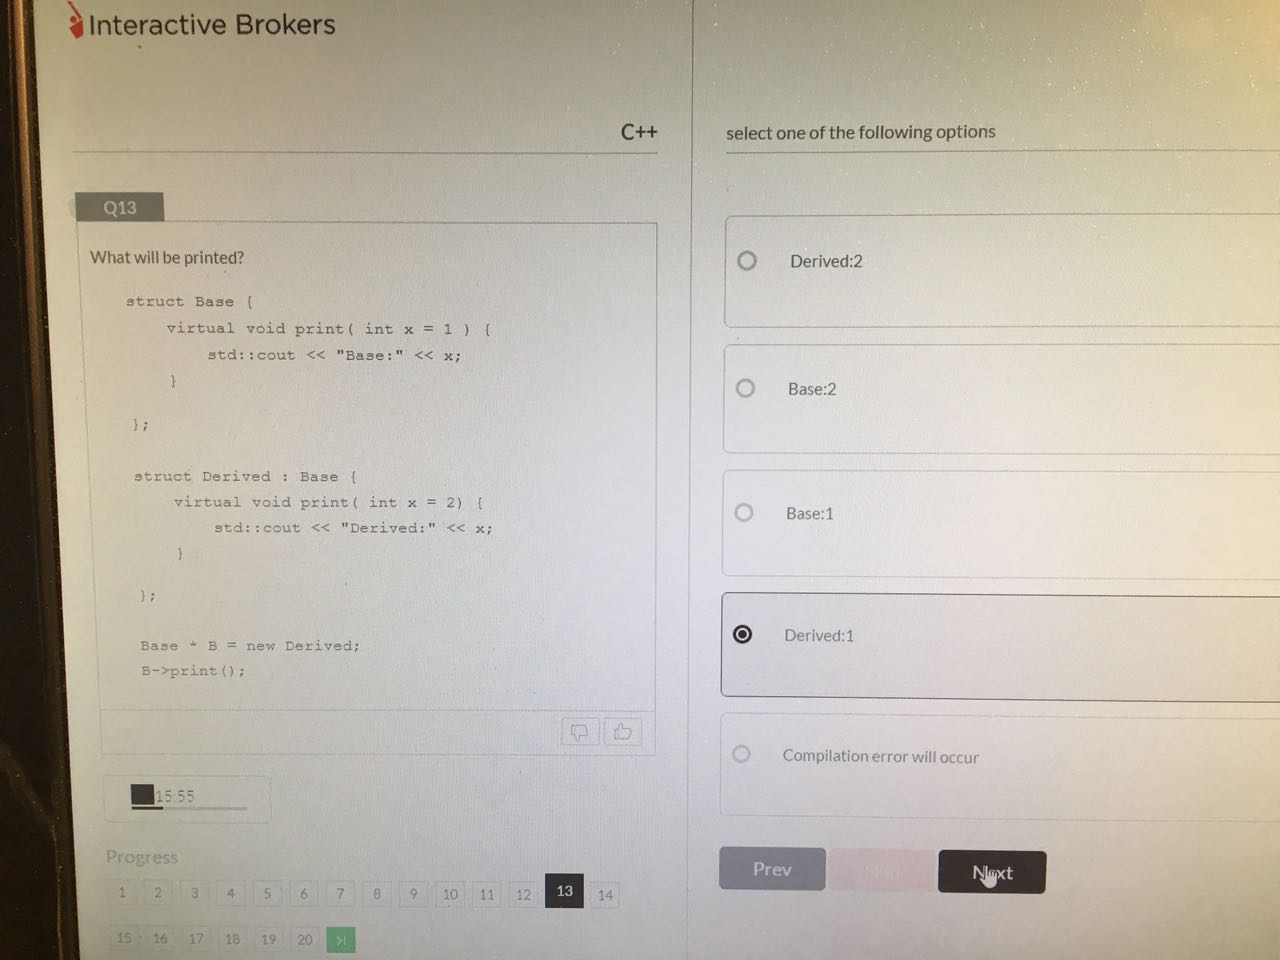 Interactive Brokers
C++
select one of the following options
Q13
What will be printed?
struct Base {
virtual void print( int x = 1 ) {
std::cout << "Base:" << x;
}
};
struct Derived : Base {
virtual void print( int x = 2) {
std::cout << "Derived:" << x;
}
};
Base * B = new Derived;
B->print();
15:55
Progress
1 2 3 4 5 6 7 8 9 10 11 12 13 14
15 16 17 18 19 20
Derived:2
Base:2
Base:1
Derived:1
Compilation error will occur
Prev
Skip
Next